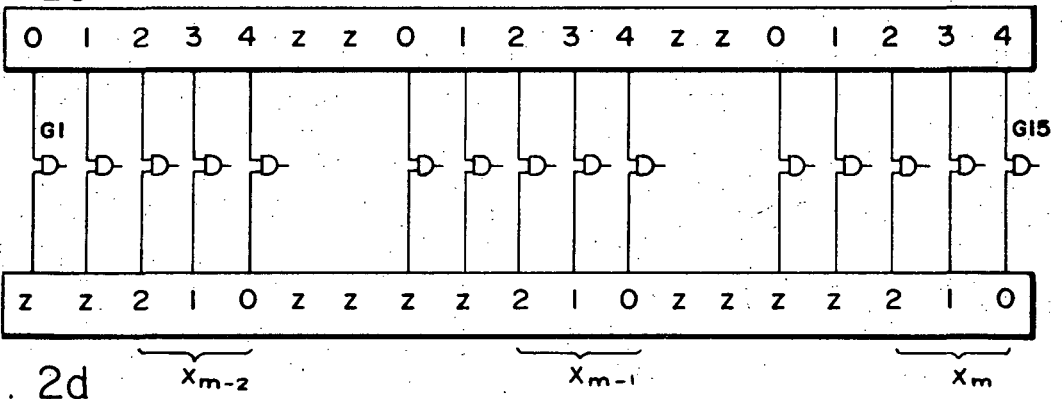 0 1 2 3 4 z z 0 1 2 3 4 z z 0 1 2 3 4
G1 G15
z z 2 1 0 z z z z 2 1 0 z z z z 2 1 0
Xm-2 Xm-1 Xm
. 2d